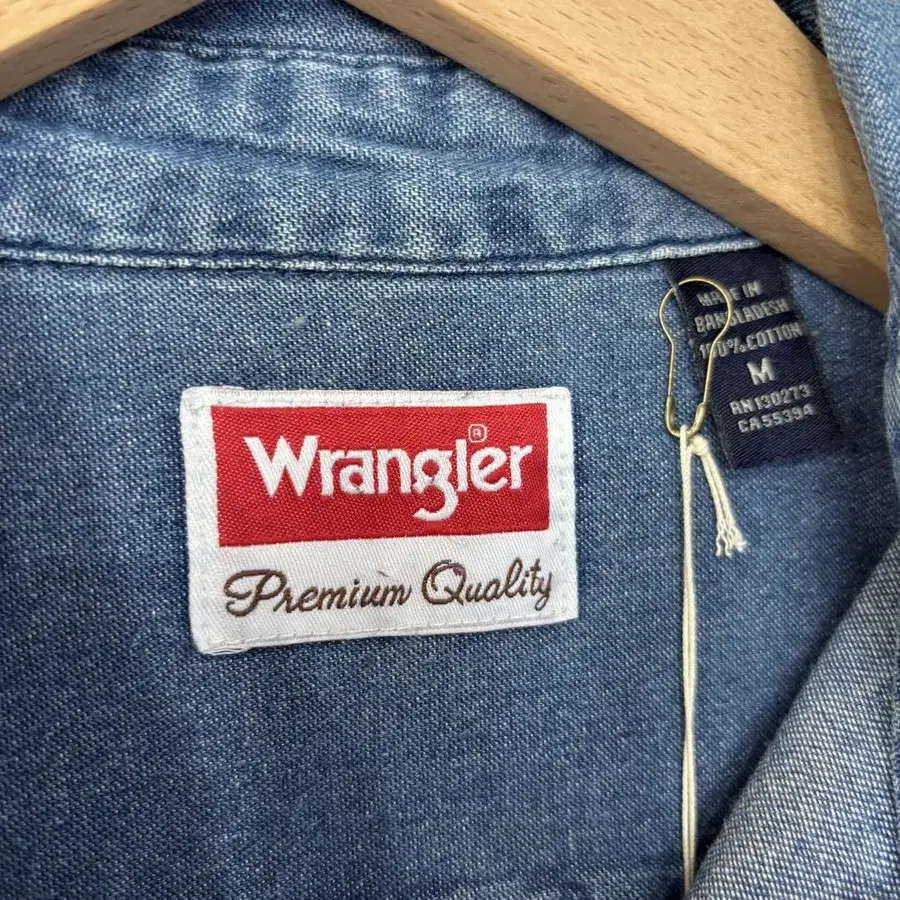 MADE IN
BANGLADESH
100% COTTON
M
RN130273
CA55394
Wrangler®
Premium Quality